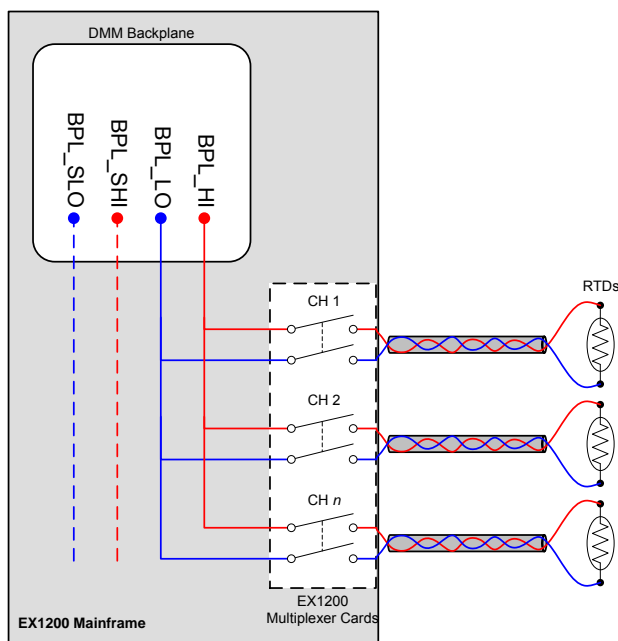 DMM Backplane
BPL_SLO
BPL_SHI
BPL_LO
BPL_HI
CH 1
RTDs
CH 2
CH n
EX1200
Multiplexer Cards
EX1200 Mainframe